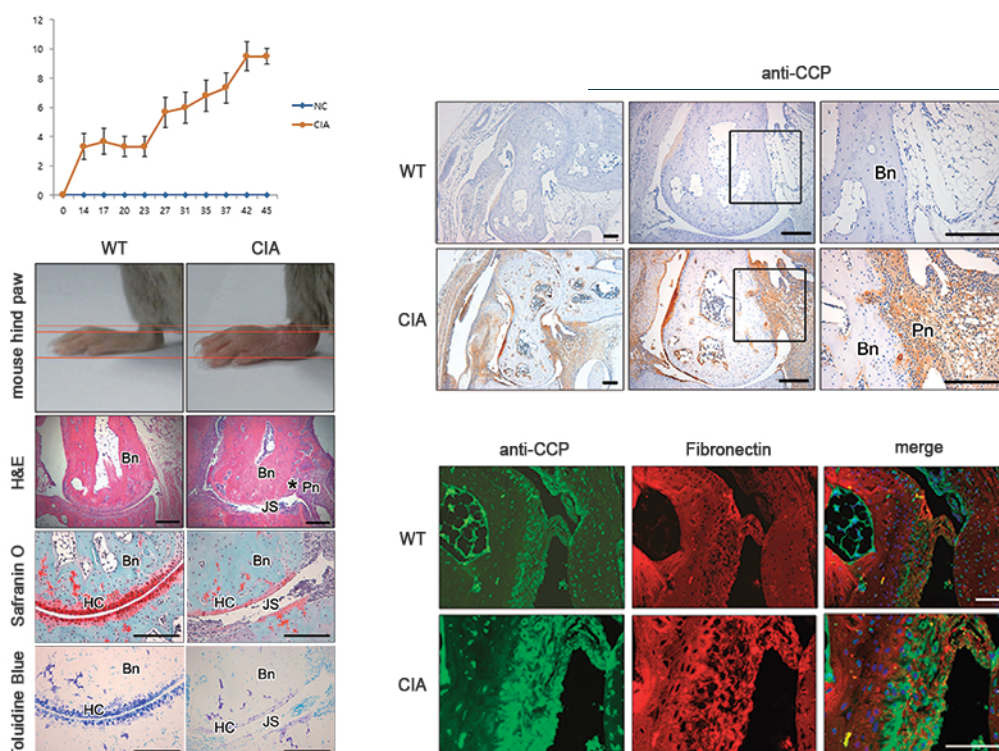 12
10
8
6
4
2
0
0 14 17 20 23 27 31 35 37 42 45
NC
CIA
WT CIA
mouse hind paw
H&E
Bn
Bn
* Pn
JS
Safranin O
Bn
HC
Bn
HC
JS
oluidine Blue
Bn
HC
Bn
HC
JS
anti-CCP
WT
Bn
CIA
Bn
Pn
anti-CCP Fibronectin merge
WT
CIA